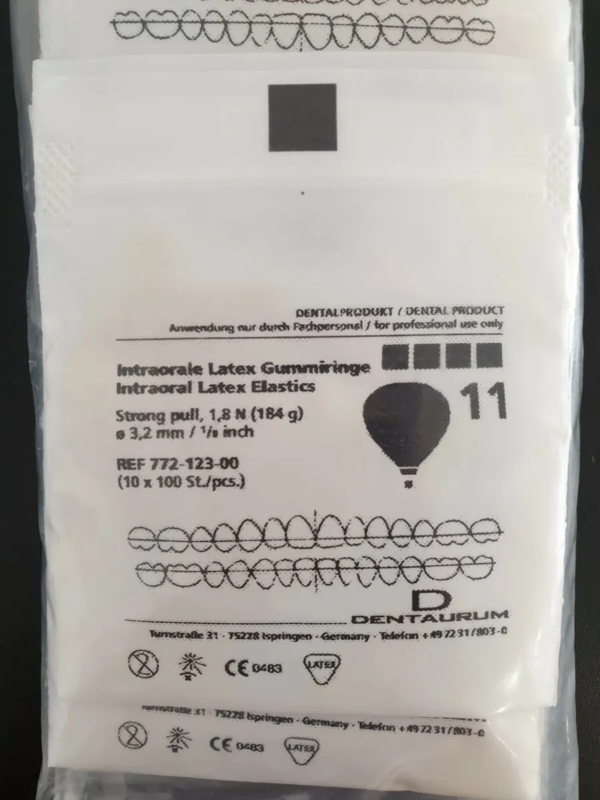 DENTALPRODUKT / DENTAL PRODUCT
Anwendung nur durch Fachpersonal / for professional use only
Intraorale Latex Gummiringe
Intraoral Latex Elastics
11
Strong pull, 1,8 N (184 g)
ø 3,2 mm / 1/8 inch
REF 772-123-00
(10 x 100 St./pcs.)
D
DENTAURUM
Turnstraße 31 · 75228 Ispringen · Germany · Telefon +49 72 31/803-0
2 CE 0483 LATEX
Turnstraße 31 · 75228 Ispringen · Germany · Telefon +49 72 31/803-0
2 CE 0483 LATEX